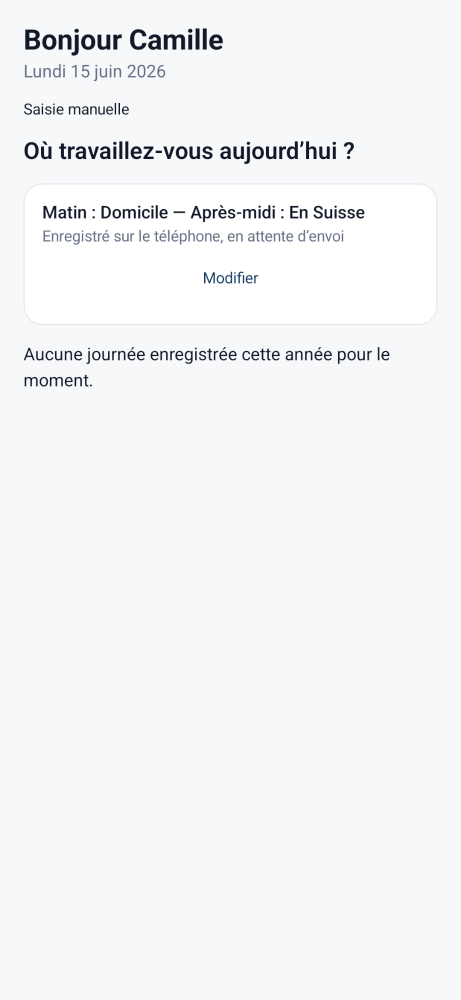 Bonjour Camille
Lundi 15 juin 2026
Saisie manuelle
Où travaillez-vous aujourd’hui ?
Matin : Domicile — Après-midi : En Suisse
Enregistré sur le téléphone, en attente d’envoi
Modifier
Aucune journée enregistrée cette année pour le
moment.